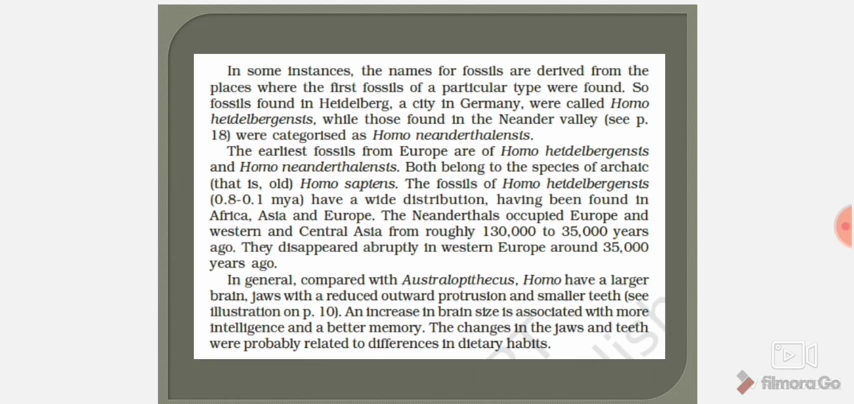 In some instances, the names for fossils are derived from the
places where the first fossils of a particular type were found. So
fossils found in Heidelberg, a city in Germany, were called Homo
heidelbergensis, while those found in the Neander valley (see p.
18) were categorised as Homo neanderthalensis.
The earliest fossils from Europe are of Homo heidelbergensis
and Homo neanderthalensis. Both belong to the species of archaic
(that is, old) Homo sapiens. The fossils of Homo heidelbergensis
(0.8-0.1 mya) have a wide distribution, having been found in
Africa, Asia and Europe. The Neanderthals occupied Europe and
western and Central Asia from roughly 130,000 to 35,000 years
ago. They disappeared abruptly in western Europe around 35,000
years ago.
In general, compared with Australopithecus, Homo have a larger
brain, jaws with a reduced outward protrusion and smaller teeth (see
illustration on p. 10). An increase in brain size is associated with more
intelligence and a better memory. The changes in the jaws and teeth
were probably related to differences in dietary habits.
filmoraGo